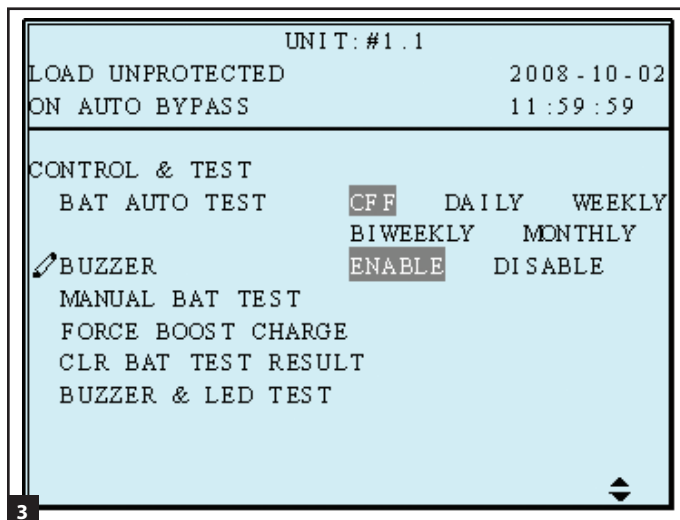 UNIT:#1.1
LOAD UNPROTECTED 2008-10-02
ON AUTO BYPASS 11:59:59
CONTROL & TEST
BAT AUTO TEST OFF DAILY WEEKLY
BIWEEKLY MONTHLY
BUZZER ENABLE DISABLE
MANUAL BAT TEST
FORCE BOOST CHARGE
CLR BAT TEST RESULT
BUZZER & LED TEST
3